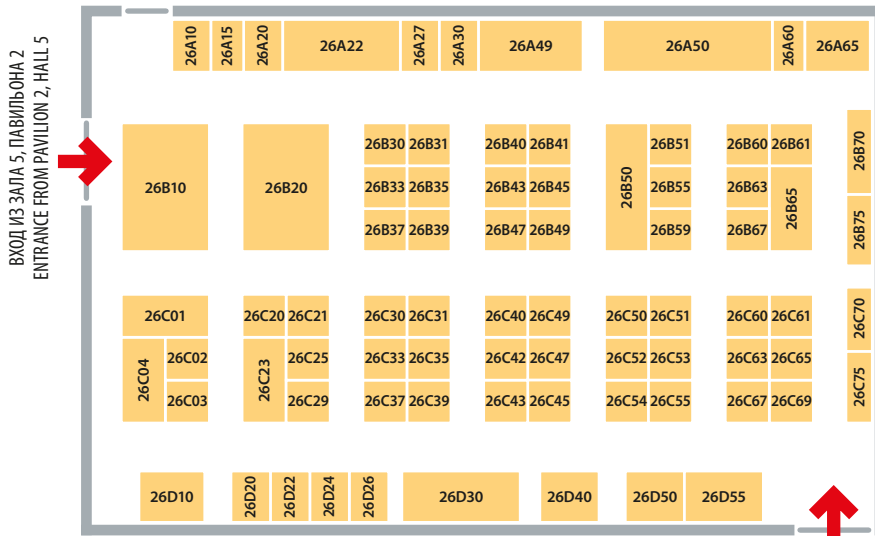 ВХОД ИЗ ЗАЛА 5, ПАВИЛЬОНА 2
ENTRANCE FROM PAVILION 2, HALL 5
26A10
26A15
26A20
26A22
26A27
26A30
26A49
26A50
26A60
26A65
26B10
26B20
26B30
26B31
26B33
26B35
26B37
26B39
26B40
26B41
26B43
26B45
26B47
26B49
26B50
26B51
26B55
26B59
26B60
26B61
26B63
26B65
26B67
26B70
26B75
26C01
26C04
26C02
26C03
26C20
26C21
26C23
26C25
26C29
26C30
26C31
26C33
26C35
26C37
26C39
26C40
26C49
26C42
26C47
26C43
26C45
26C50
26C51
26C52
26C53
26C54
26C55
26C60
26C61
26C63
26C65
26C67
26C69
26C70
26C75
26D10
26D20
26D22
26D24
26D26
26D30
26D40
26D50
26D55